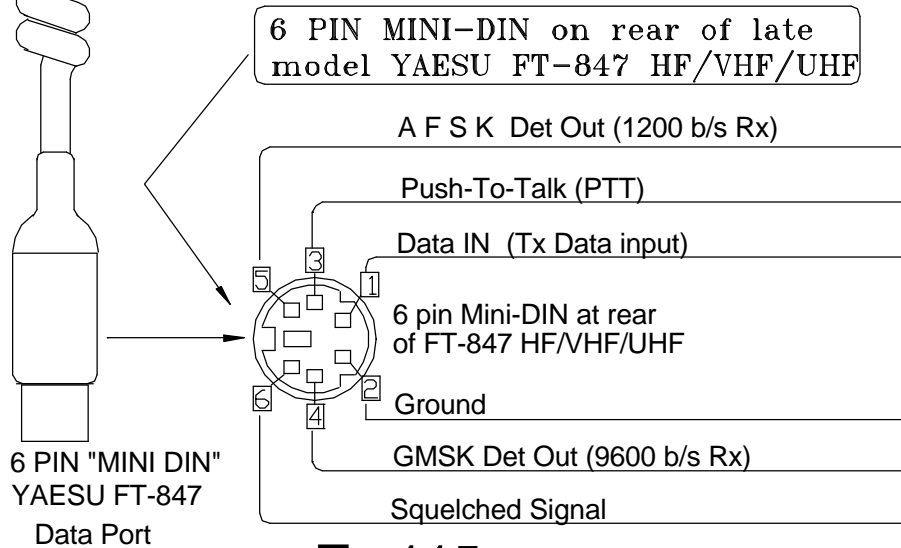 6 PIN MINI-DIN on rear of late
model YAESU FT-847 HF/VHF/UHF
A F S K Det Out (1200 b/s Rx)
Push-To-Talk (PTT)
Data IN (Tx Data input)
5
3
1
6 pin Mini-DIN at rear
of FT-847 HF/VHF/UHF
6
4
2
Ground
GMSK Det Out (9600 b/s Rx)
Squelched Signal
6 PIN "MINI DIN"
YAESU FT-847
Data Port